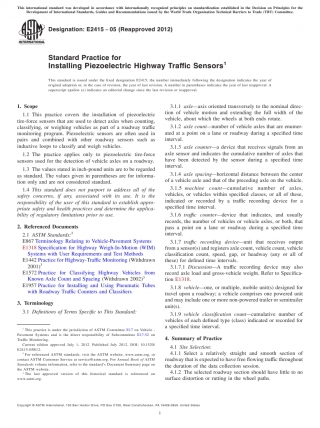 This international standard was developed in accordance with internationally recognized principles on standardization established in the Decision on Principles for the
Development of International Standards, Guides and Recommendations issued by the World Trade Organization Technical Barriers to Trade (TBT) Committee.
Designation: E2415 − 05 (Reapproved 2012)
Standard Practice for
Installing Piezoelectric Highway Traffic Sensors1
This standard is issued under the fixed designation E2415; the number immediately following the designation indicates the year of
original adoption or, in the case of revision, the year of last revision. A number in parentheses indicates the year of last reapproval. A
superscript epsilon (ε) indicates an editorial change since the last revision or reapproval.
1. Scope
1.1 This practice covers the installation of piezoelectric
tire-force sensors that are used to detect axles when counting,
classifying, or weighing vehicles as part of a roadway traffic
monitoring program. Piezoelectric sensors are often used in
pairs and combined with other roadway sensors such as
inductive loops to classify and weigh vehicles.
1.2 The practice applies only to piezoelectric tire-force
sensors used for the detection of vehicle axles on a roadway.
1.3 The values stated in inch-pound units are to be regarded
as standard. The values given in parentheses are for informa-
tion only and are not considered standard.
1.4 This standard does not purport to address all of the
safety concerns, if any, associated with its use. It is the
responsibility of the user of this standard to establish appro-
priate safety and health practices and determine the applica-
bility of regulatory limitations prior to use.
2. Referenced Documents
2.1 ASTM Standards:2
E867 Terminology Relating to Vehicle-Pavement Systems
E1318 Specification for Highway Weigh-in-Motion (WIM)
Systems with User Requirements and Test Methods
E1442 Practice for Highway-Traffic Monitoring (Withdrawn
2001)3
E1572 Practice for Classifying Highway Vehicles from
Known Axle Count and Spacing (Withdrawn 2002)3
E1957 Practice for Installing and Using Pneumatic Tubes
with Roadway Traffic Counters and Classifiers
3. Terminology
3.1 Definitions of Terms Specific to This Standard:
1 This practice is under the jurisdiction of ASTM Committee E17 on Vehicle -
Pavement Systems and is the direct responsibility of Subcommittee E17.52 on
Traffic Monitoring.
Current edition approved July 1, 2012. Published July 2012. DOI: 10.1520/
E2415-05R12.
2 For referenced ASTM standards, visit the ASTM website, www.astm.org, or
contact ASTM Customer Service at service@astm.org. For Annual Book of ASTM
Standards volume information, refer to the standard's Document Summary page on
the ASTM website.
3 The last approved version of this historical standard is referenced on
www.astm.org.
3.1.1 axle—axis oriented transversely to the nominal direc-
tion of vehicle motion and extending the full width of the
vehicle, about which the wheels at both ends rotate.
3.1.2 axle count—number of vehicle axles that are enumer-
ated at a point on a lane or roadway during a specified time
interval.
3.1.3 axle counter—a device that receives signals from an
axle sensor and indicates the cumulative number of axles that
have been detected by the sensor during a specified time
interval.
3.1.4 axle spacing—horizontal distance between the center
of a vehicle axle and that of the preceding axle on the vehicle.
3.1.5 machine count—cumulative number of axles,
vehicles, or vehicles within specified classes, or all of these,
indicated or recorded by a traffic recording device for a
specified time interval.
3.1.6 traffic counter—device that indicates, and usually
records, the number of vehicles or vehicle axles, or both, that
pass a point on a lane or roadway during a specified time
interval.
3.1.7 traffic recording device—unit that receives output
from a sensor(s) and registers axle count, vehicle count, vehicle
classification count, speed, gap, or headway (any or all of
these) for defined time intervals.
3.1.7.1 Discussion—A traffic recording device may also
record axle load and gross-vehicle weight. Refer to Specifica-
tion E1318.
3.1.8 vehicle—one, or multiple, mobile unit(s) designed for
travel upon a roadway; a vehicle comprises one powered unit
and may include one or more non-powered trailer or semitrailer
unit(s).
3.1.9 vehicle classification count—cumulative number of
vehicles of each defined type (class) indicated or recorded for
a specified time interval.
4. Summary of Practice
4.1 Site Selection:
4.1.1 Select a relatively straight and smooth section of
roadway that is expected to have free flowing traffic throughout
the duration of the data collection session.
4.1.2 The selected roadway section should have little to no
surface distortion or rutting in the wheel paths.
Copyright © ASTM International, 100 Barr Harbor Drive, PO Box C700, West Conshohocken, PA 19428-2959. United States
1